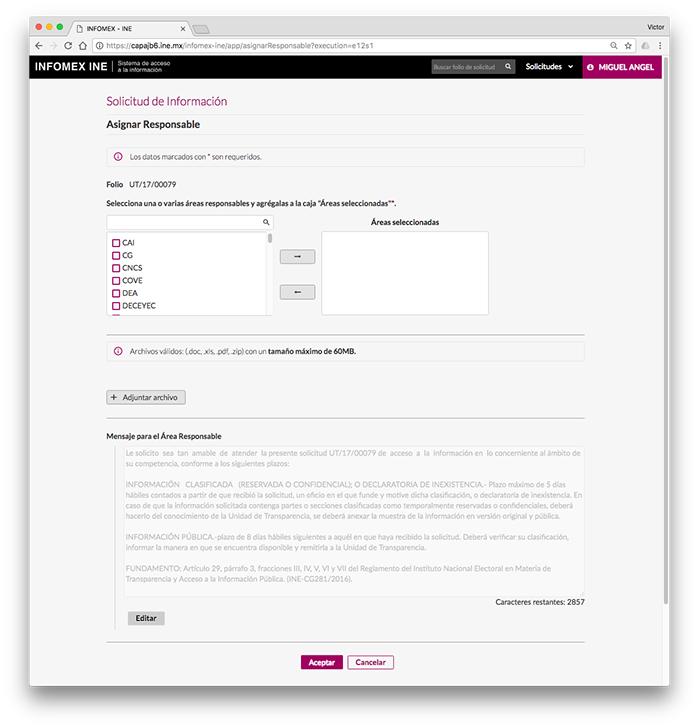 INFOMEX - INE
Victor
https://capajb6.ine.mx/infomex-ine/app/asignarResponsable?execution=e12s1
INFOMEX INE
Sistema de acceso
a la información
Buscar folio de solicitud
Solicitudes
MIGUEL ANGEL
Solicitud de Información
Asignar Responsable
Los datos marcados con * son requeridos.
Folio UT/17/00079
Selecciona una o varias áreas responsables y agrégalas a la caja "Áreas seleccionadas"*.
Áreas seleccionadas
CAI
CG
CNCS
COVE
DEA
DECEYEC
Archivos válidos: (.doc, .xls, .pdf, .zip) con un tamaño máximo de 60MB.
+ Adjuntar archivo
Mensaje para el Área Responsable
Le solicito sea tan amable de atender la presente solicitud UT/17/00079 de acceso a la información en lo concerniente al ámbito de
su competencia, conforme a los siguientes plazos:
INFORMACIÓN CLASIFICADA (RESERVADA O CONFIDENCIAL); O DECLARATORIA DE INEXISTENCIA.- Plazo máximo de 5 días
hábiles contados a partir de que recibió la solicitud, un oficio en el que funde y motive dicha clasificación, o declaratoria de inexistencia. En
caso de que la información solicitada contenga partes o secciones clasificadas como temporalmente reservadas o confidenciales, deberá
hacerlo del conocimiento de la Unidad de Transparencia, se deberá anexar la muestra de la información en versión original y pública.
INFORMACIÓN PÚBLICA.-plazo de 8 días hábiles siguientes a aquél en que haya recibido la solicitud. Deberá verificar su clasificación,
informar la manera en que se encuentra disponible y remitirla a la Unidad de Transparencia.
FUNDAMENTO: Artículo 29, párrafo 3, fracciones III, IV, V, VI y VII del Reglamento del Instituto Nacional Electoral en Materia de
Transparencia y Acceso a la Información Pública. (INE-CG281/2016).
Caracteres restantes: 2857
Editar
Aceptar
Cancelar